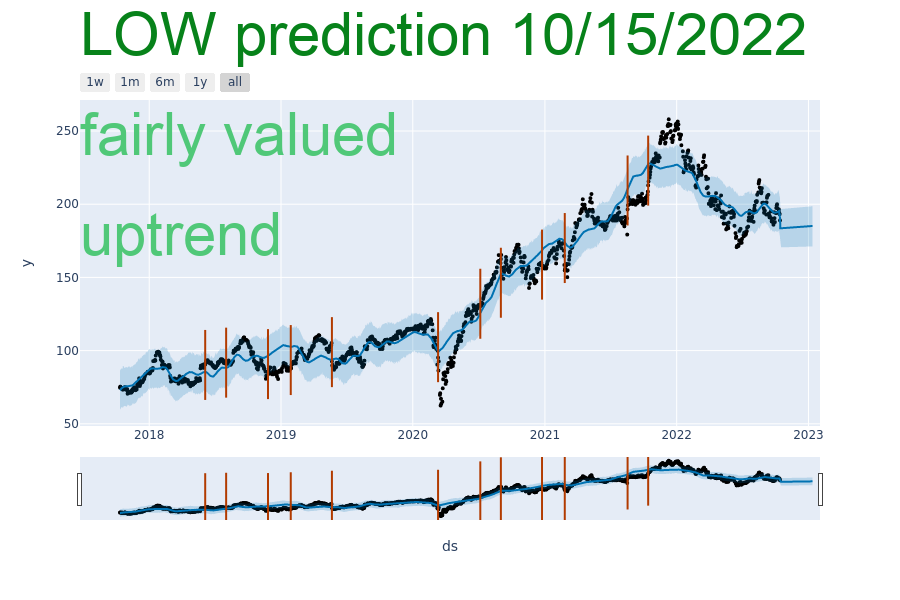 LOW prediction 10/15/2022
1w 1m 6m 1y all
fairly valued
uptrend
250
200
150
100
50
y
2018 2019 2020 2021 2022 2023
ds